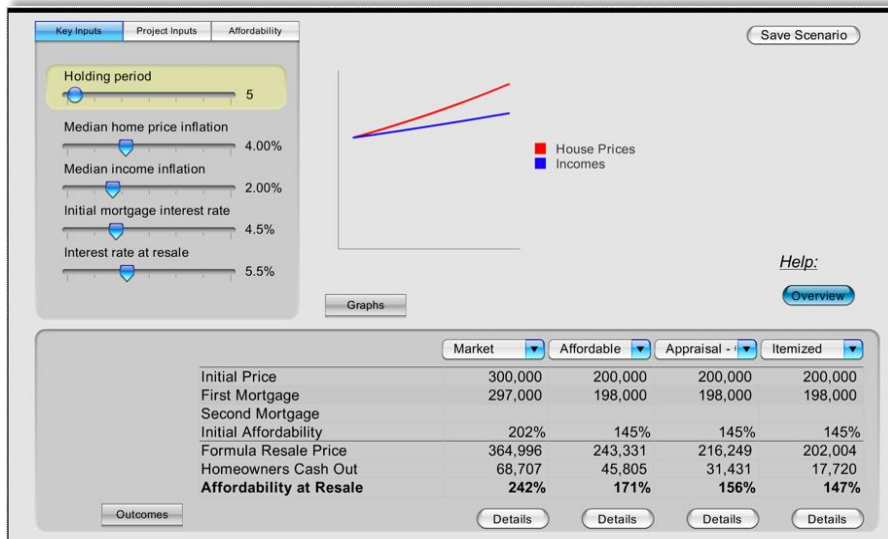 Key Inputs Project Inputs Affordability
Save Scenario
Holding period
5
Median home price inflation
4.00%
Median income inflation
2.00%
Initial mortgage interest rate
4.5%
Interest rate at resale
5.5%
House Prices
Incomes
Help:
Overview
Graphs
Market Affordable Appraisal - Itemized
Initial Price 300,000 200,000 200,000 200,000
First Mortgage 297,000 198,000 198,000 198,000
Second Mortgage
Initial Affordability 202% 145% 145% 145%
Formula Resale Price 364,996 243,331 216,249 202,004
Homeowners Cash Out 68,707 45,805 31,431 17,720
Affordability at Resale 242% 171% 156% 147%
Outcomes
Details Details Details Details